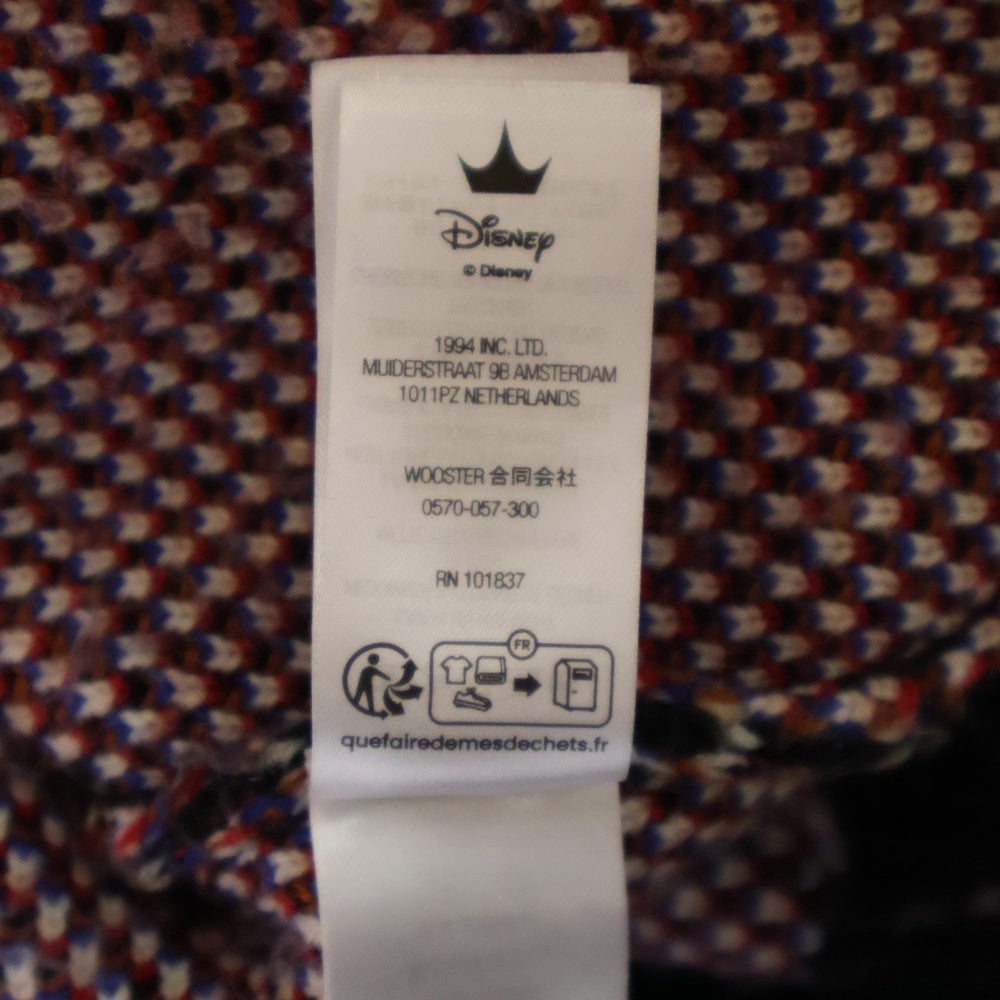 Disney
© Disney
1994 INC. LTD.
MUIDERSTRAAT 9B AMSTERDAM
1011PZ NETHERLANDS
WOOSTER 合同会社
0570-057-300
RN 101837
FR
quefairedemesdechets.fr